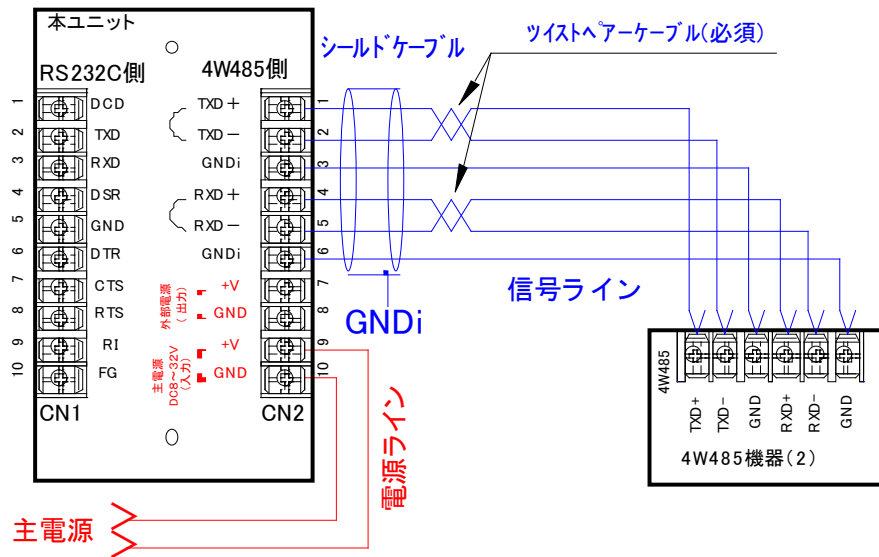 本ユニット
RS232C側
4W485側
シールドケーブル
ツイストペアーケーブル(必須)
1 DCD TXD+ 1
2 TXD TXD- 2
3 RXD GNDi 3
4 DSR RXD+ 4
5 GND RXD- 5
6 DTR GNDi 6
7 CTS +V 7
8 RTS GND 8
9 RI +V 9
10 FG GND 10
外部電源
(出力)
主電源
DC8~32V
(入力)
CN1
CN2
GNDi
信号ライン
電源ライン
主電源
4W485
TXD+
TXD-
GND
RXD+
RXD-
GND
4W485機器(2)